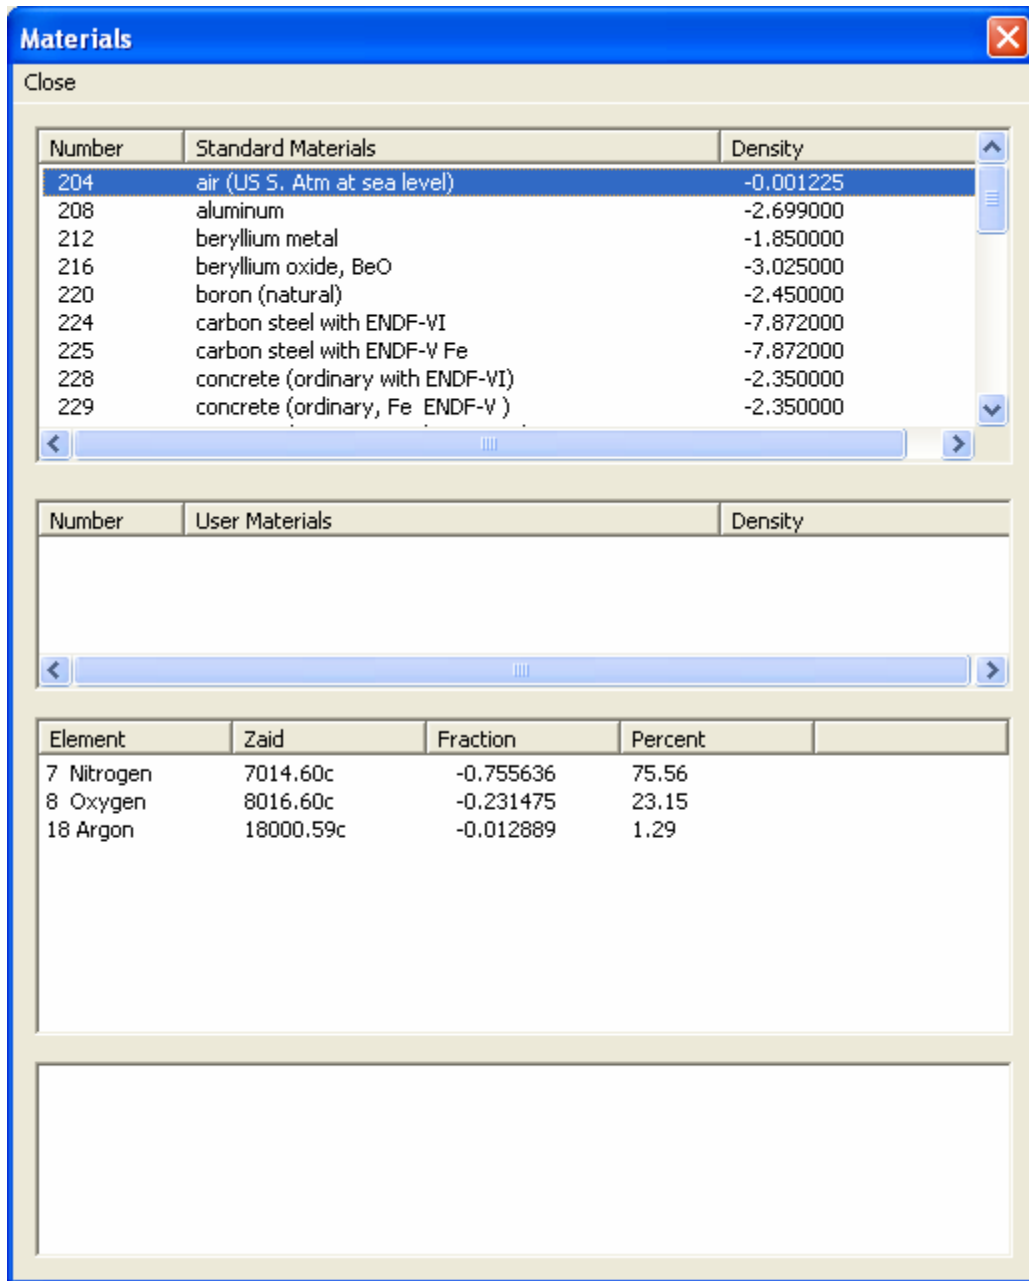 Materials
Close
Number Standard Materials Density
204 air (US S. Atm at sea level) -0.001225
208 aluminum -2.699000
212 beryllium metal -1.850000
216 beryllium oxide, BeO -3.025000
220 boron (natural) -2.450000
224 carbon steel with ENDF-VI -7.872000
225 carbon steel with ENDF-V Fe -7.872000
228 concrete (ordinary with ENDF-VI) -2.350000
229 concrete (ordinary, Fe ENDF-V ) -2.350000
Number User Materials Density
Element Zaid Fraction Percent
7 Nitrogen 7014.60c -0.755636 75.56
8 Oxygen 8016.60c -0.231475 23.15
18 Argon 18000.59c -0.012889 1.29